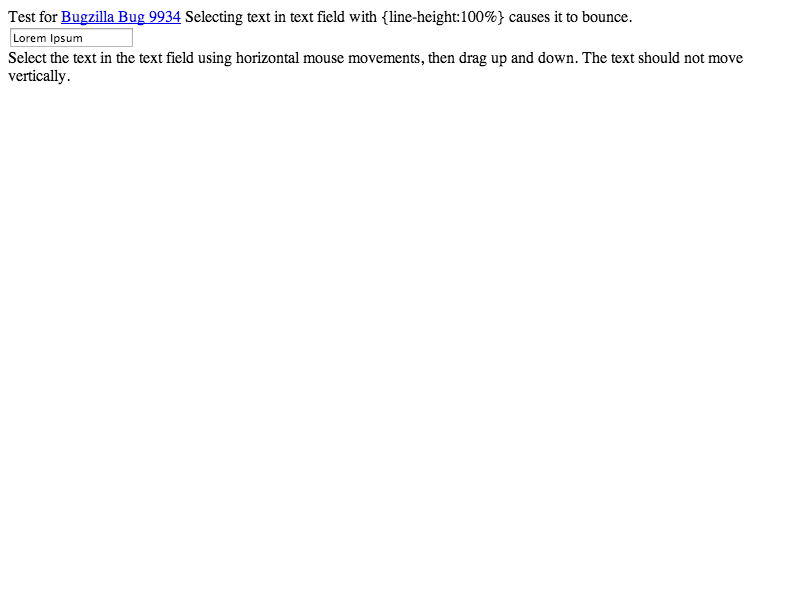 Test for Bugzilla Bug 9934 Selecting text in text field with {line-height:100%} causes it to bounce.
Lorem Ipsum
Select the text in the text field using horizontal mouse movements, then drag up and down. The text should not move
vertically.